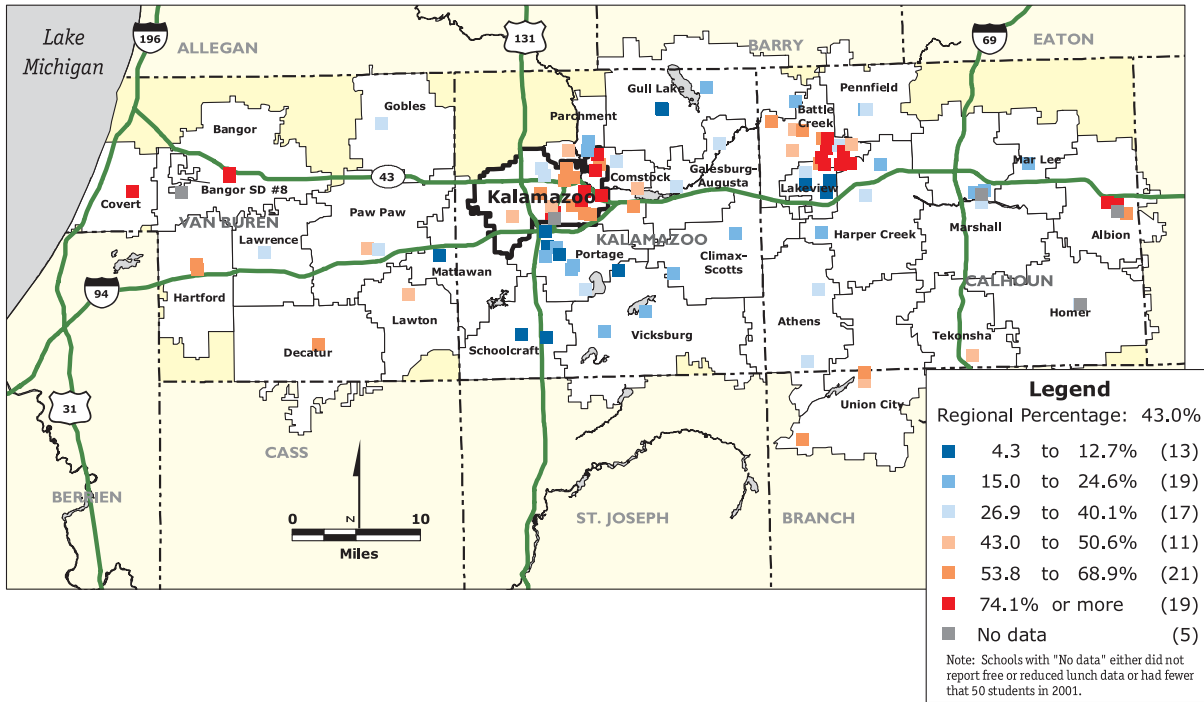 Lake
Michigan
196
ALLEGAN
131
BARRY
69
EATON
Gobles
Bangor
Parchment
Gull Lake
Battle
Creek
Pennfield
43
Bangor SD #8
Covert
VAN BUREN
Paw Paw
Lawrence
Kalamazoo
Comstock
Galesburg-
Augusta
Lakeview
Mar Lee
KALAMAZOO
Portage
Climax-
Scotts
Harper Creek
Marshall
Albion
Mattawan
94
Hartford
Lawton
CALHOUN
Homer
Decatur
Schoolcraft
Vicksburg
Athens
Tekonsha
31
Union City
CASS
BERRIEN
ST. JOSEPH
BRANCH
0
N
10
Miles
Legend
Regional Percentage: 43.0%
4.3 to 12.7% (13)
15.0 to 24.6% (19)
26.9 to 40.1% (17)
43.0 to 50.6% (11)
53.8 to 68.9% (21)
74.1% or more (19)
No data (5)
Note: Schools with "No data" either did not
report free or reduced lunch data or had fewer
that 50 students in 2001.